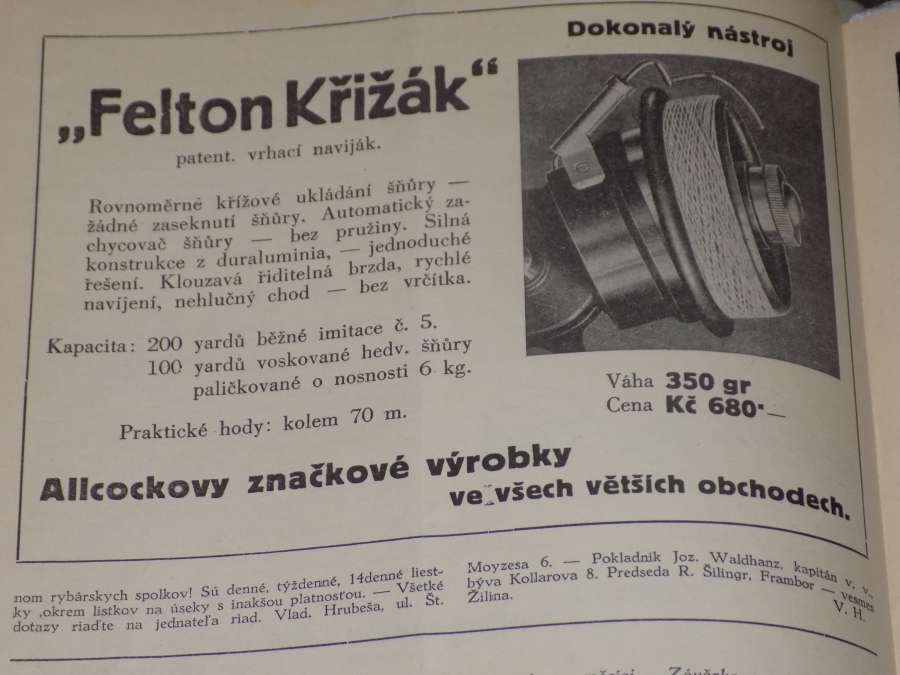 Dokonalý nástroj
„Felton Křižák“
patent. vrhací naviják.
Rovnoměrné křížové ukládání šňůry —
žádné zaseknutí šňůry. Automatický za-
chycovač šňůry — bez pružiny. Silná
konstrukce z duraluminia, — jednoduché
řešení. Klouzavá řiditelná brzda, rychlé
navíjení, nehlučný chod — bez vrčítka.
Kapacita: 200 yardů běžné imitace č. 5.
100 yardů voskované hedv. šňůry
paličkované o nosnosti 6 kg.
Praktické hody: kolem 70 m.
Váha 350 gr
Cena Kč 680·—
Allcockovy značkové výrobky
ve všech větších obchodech.
nom rybárskych spolkov! Sú denné, týždenné, 14denné liest-
ky ,okrem listkov na úseky s inakšou platnosťou. — Všetké
dotazy riaďte na jednateľa riad. Vlad. Hrubeša, ul. Št.
Moyzesa 6. — Pokladnik Joz. Waldhanz, kapitán v. v.,
býva Kollarova 8. Predseda R. Šilingr, Frambor — vesmes
Žilina.
V. H.